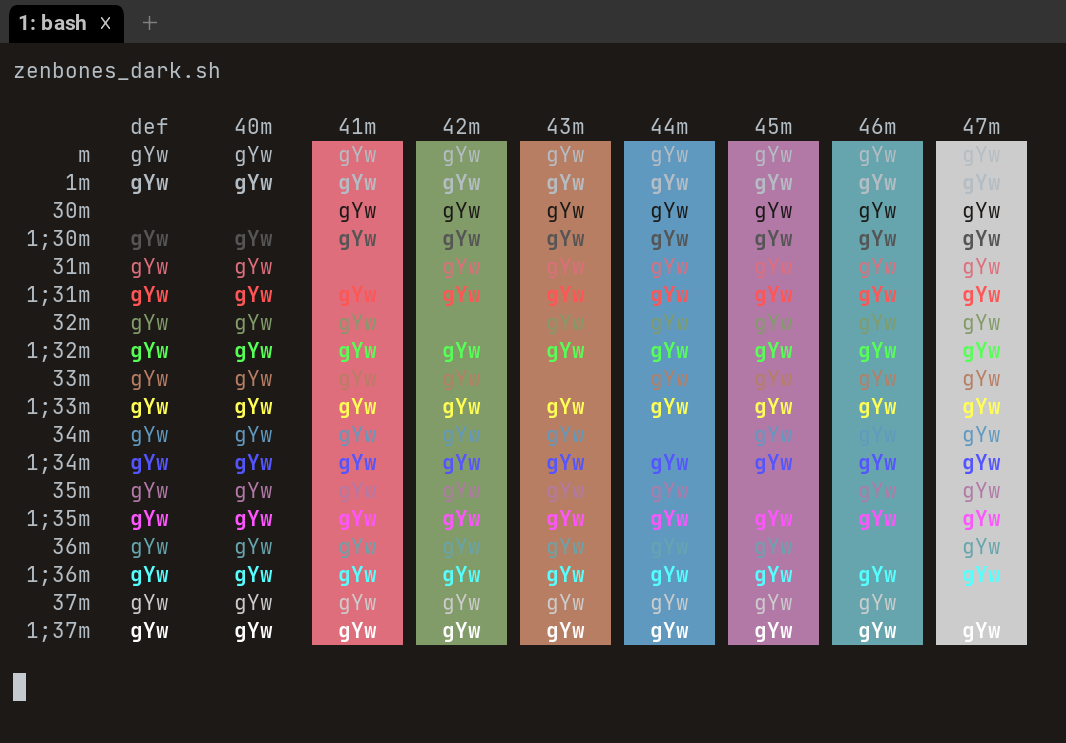 1: bash x +
zenbones_dark.sh
def 40m 41m 42m 43m 44m 45m 46m 47m
m gYw gYw gYw gYw gYw gYw gYw gYw gYw
1m gYw gYw gYw gYw gYw gYw gYw gYw gYw
30m gYw gYw gYw gYw gYw gYw gYw
1;30m gYw gYw gYw gYw gYw gYw gYw gYw gYw
31m gYw gYw gYw gYw gYw gYw gYw gYw
1;31m gYw gYw gYw gYw gYw gYw gYw gYw gYw
32m gYw gYw gYw gYw gYw gYw gYw gYw
1;32m gYw gYw gYw gYw gYw gYw gYw gYw gYw
33m gYw gYw gYw gYw gYw gYw gYw gYw
1;33m gYw gYw gYw gYw gYw gYw gYw gYw gYw
34m gYw gYw gYw gYw gYw gYw gYw gYw
1;34m gYw gYw gYw gYw gYw gYw gYw gYw gYw
35m gYw gYw gYw gYw gYw gYw gYw gYw
1;35m gYw gYw gYw gYw gYw gYw gYw gYw gYw
36m gYw gYw gYw gYw gYw gYw gYw gYw
1;36m gYw gYw gYw gYw gYw gYw gYw gYw gYw
37m gYw gYw gYw gYw gYw gYw gYw gYw
1;37m gYw gYw gYw gYw gYw gYw gYw gYw gYw